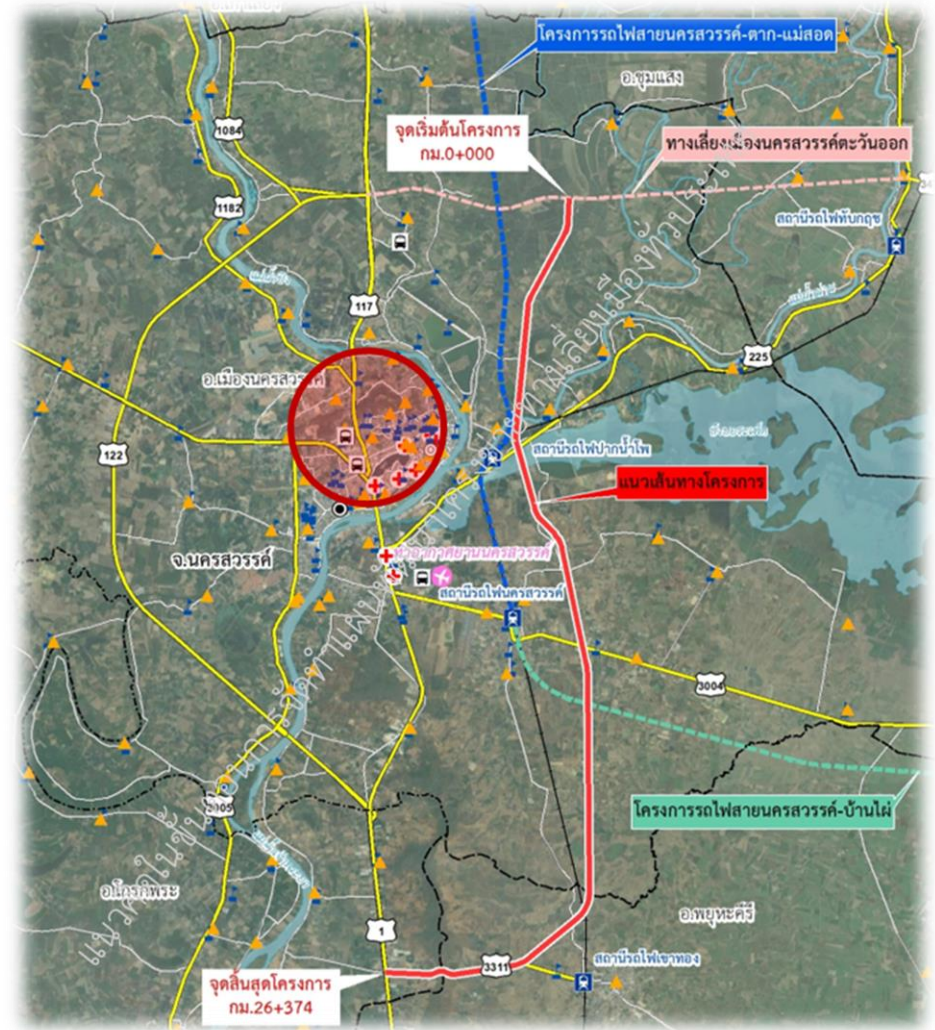 โครงการรถไฟสายนครสวรรค์-ตาก-แม่สอด
อ.ชุมแสง
จุดเริ่มต้นโครงการ
กม.0+000
1084
ทางเลี่ยงเมืองนครสวรรค์ตะวันออก
1182
สถานีรถไฟทับกฤช
117
225
อ.เมืองนครสวรรค์
122
สถานีรถไฟปากน้ำโพ
แนวเส้นทางโครงการ
จ.นครสวรรค์
ท่าอากาศยานนครสวรรค์
สถานีรถไฟนครสวรรค์
3004
3005
โครงการรถไฟสายนครสวรรค์-บ้านไผ่
อ.โกรกพระ
อ.พยุหะคีรี
1
สถานีรถไฟเขาทอง
3311
จุดสิ้นสุดโครงการ
กม.26+374